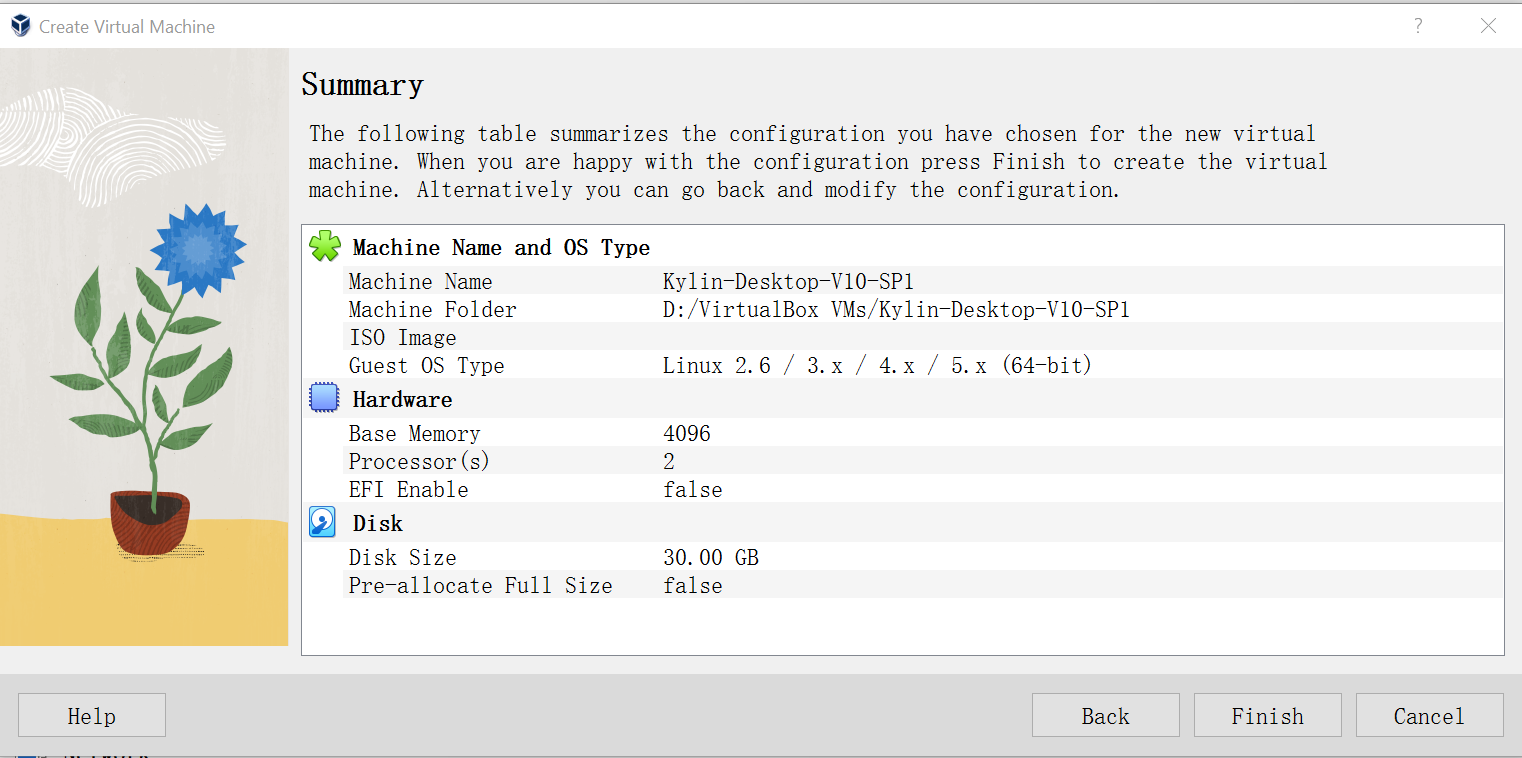 Create Virtual Machine
?
Summary
The following table summarizes the configuration you have chosen for the new virtual
machine. When you are happy with the configuration press Finish to create the virtual
machine. Alternatively you can go back and modify the configuration.
Machine Name and OS Type
Machine Name Kylin-Desktop-V10-SP1
Machine Folder D:/VirtualBox VMs/Kylin-Desktop-V10-SP1
ISO Image
Guest OS Type Linux 2.6 / 3.x / 4.x / 5.x (64-bit)
Hardware
Base Memory 4096
Processor(s) 2
EFI Enable false
Disk
Disk Size 30.00 GB
Pre-allocate Full Size false
Help Back Finish Cancel